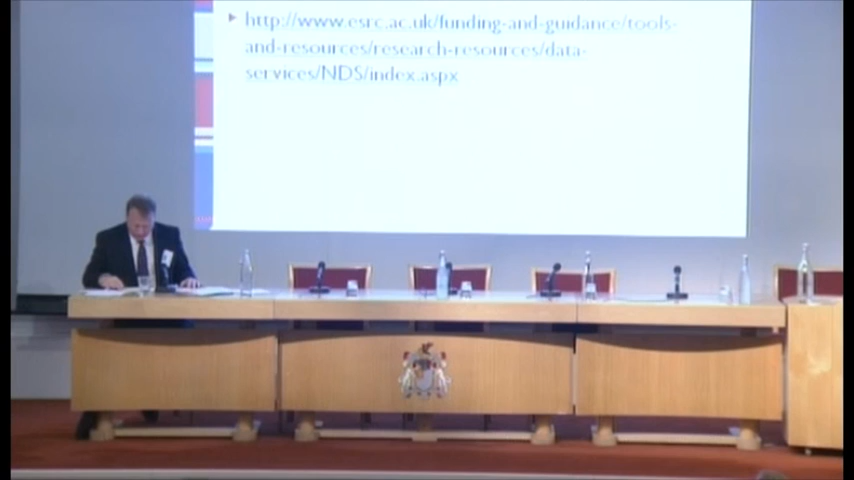 http://www.esrc.ac.uk/funding-and-guidance/tools-
and-resources/research-resources/data-
services/NDS/index.aspx